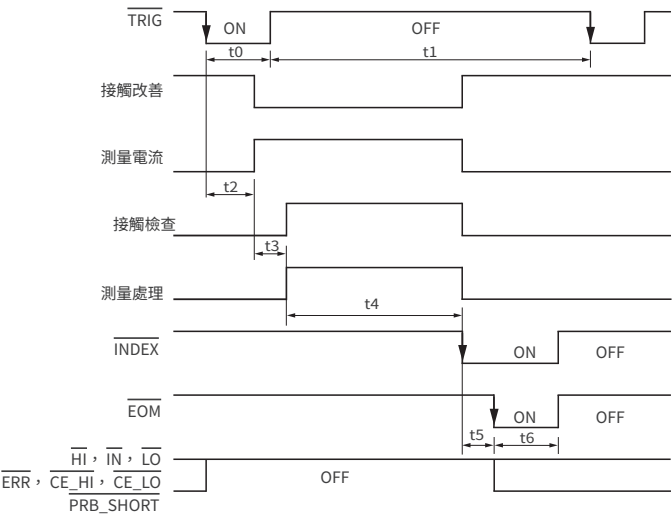 TRIG
ON
OFF
t0
t1
接觸改善
測量電流
t2
接觸檢查
t3
測量處理
t4
INDEX
ON
OFF
EOM
ON
OFF
t5
t6
HI，IN，LO
ERR，CE_HI，CE_LO
OFF
PRB_SHORT